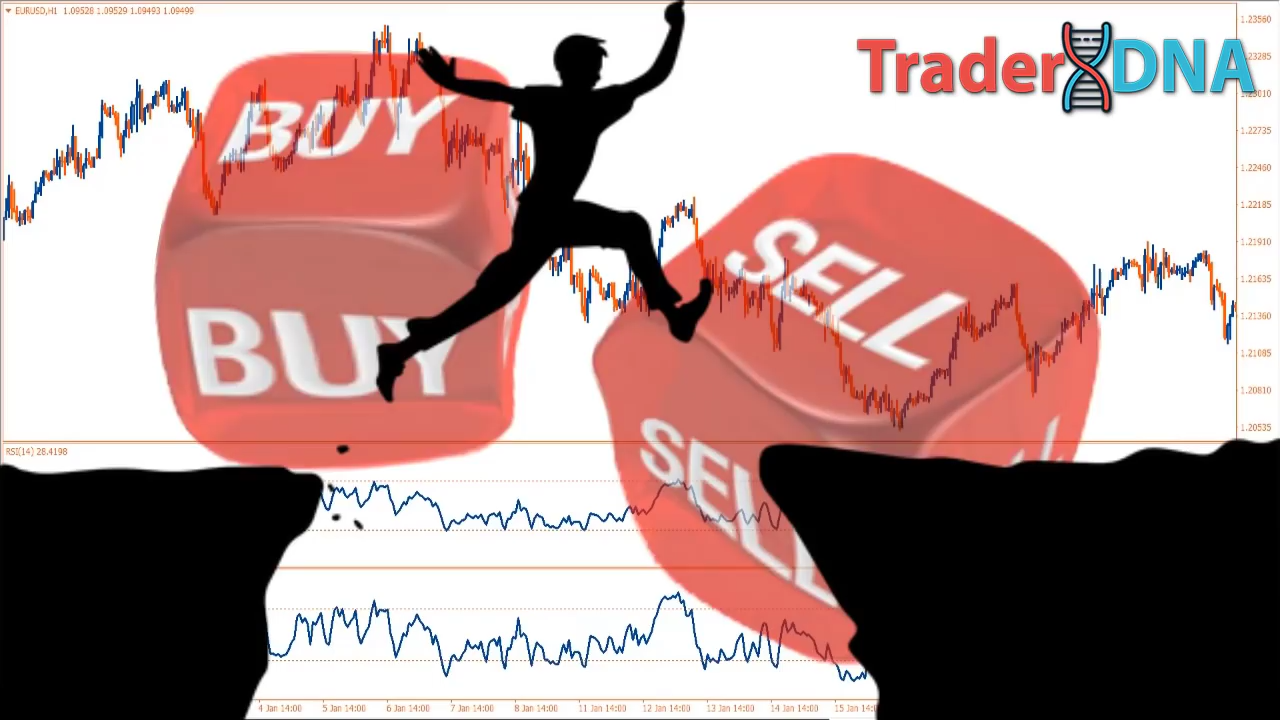 EURUSD,H1 1.09528 1.09529 1.09493 1.09499
TraderDNA
BUY
BUY
SELL
SELL
1.23560
1.23285
1.23010
1.22735
1.22460
1.22185
1.21910
1.21635
1.21360
1.21085
1.20810
1.20535
RSI(14) 28.4198
4 Jan 14:00 5 Jan 14:00 6 Jan 14:00 7 Jan 14:00 8 Jan 14:00 11 Jan 14:00 12 Jan 14:00 13 Jan 14:00 14 Jan 14:00 15 Jan